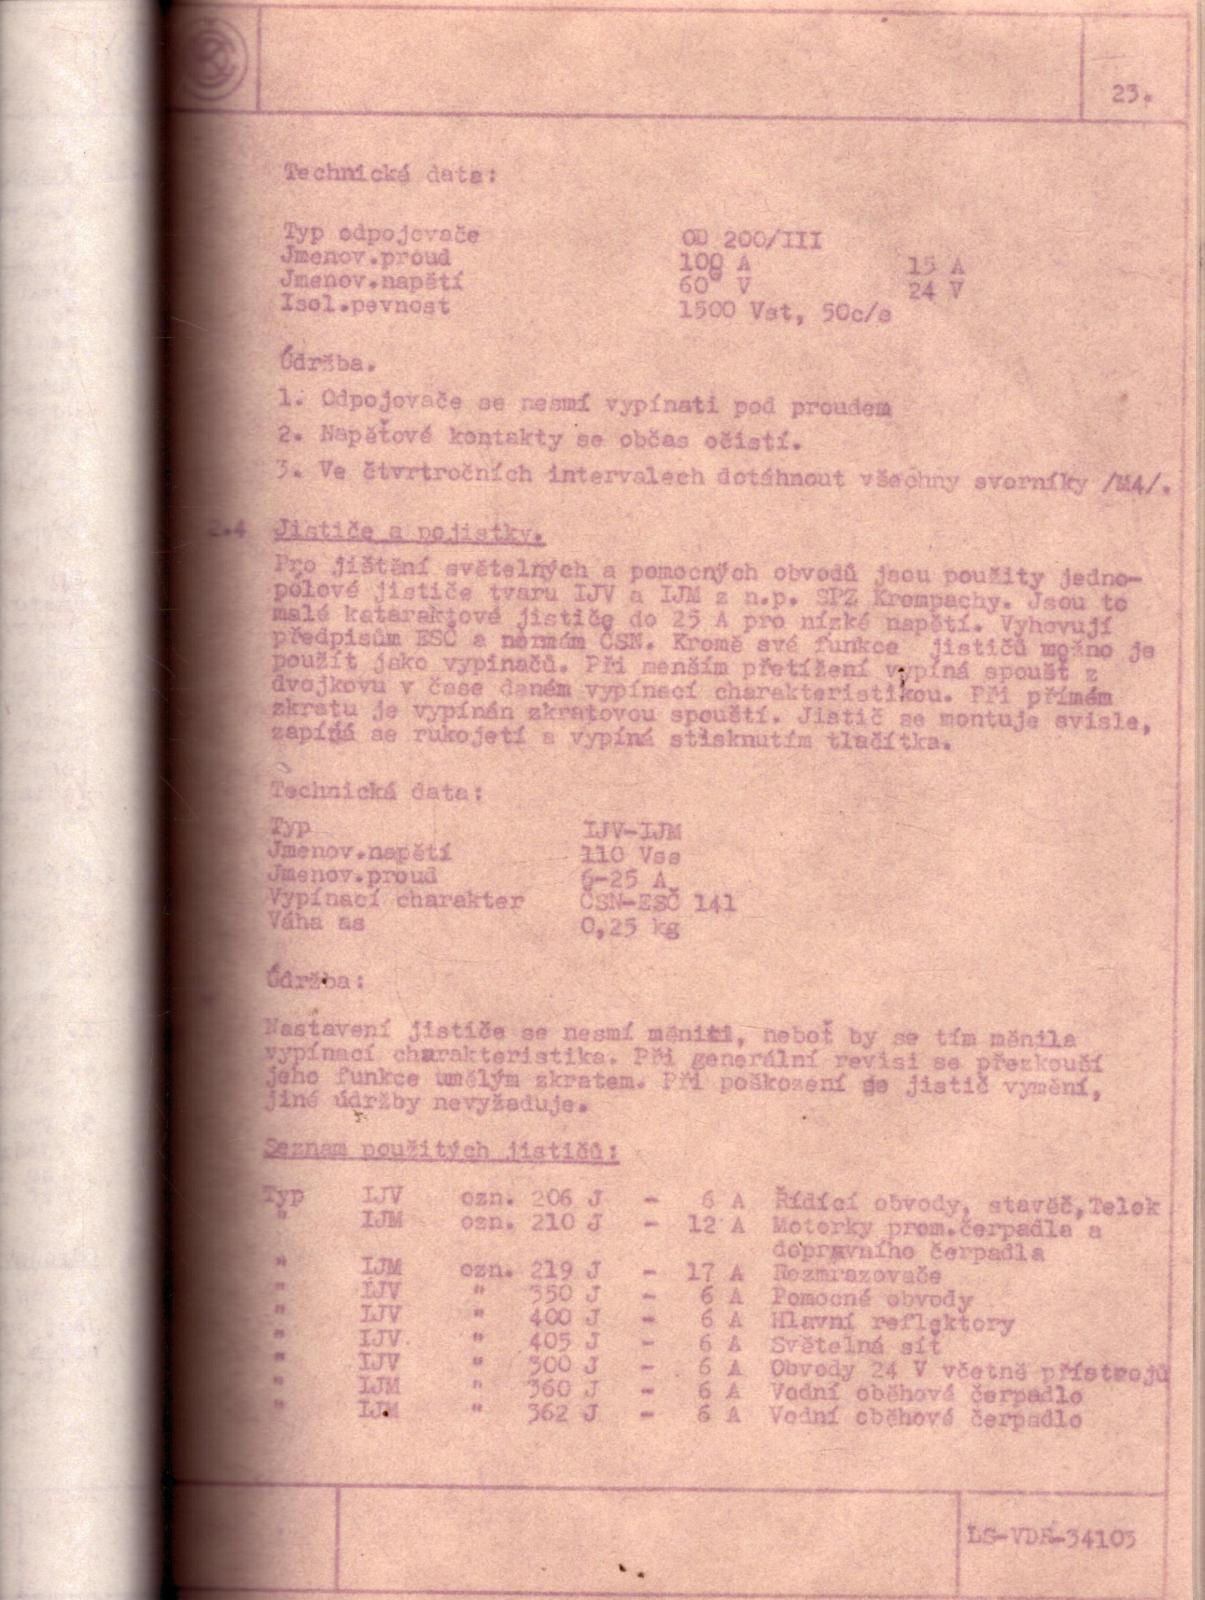 23.
Technická data:
Typ odpojovače OD 200/III
Jmenov.proud 100 A 15 A
Jmenov.napětí 60 V 24 V
Isol.pevnost 1500 Vst, 50c/s
Údržba.
1. Odpojovače se nesmí vypínati pod proudem
2. Napěťové kontakty se občas očistí.
3. Ve čtvrtročních intervalech dotáhnout všechny svorníky /M4/.
2.4 Jističe a pojistky.
Pro jištění světelných a pomocných obvodů jsou použity jedno-
pólové jističe tvaru IJV a IJM z n.p. SPZ Krompachy. Jsou to
malé kataraktové jističe do 25 A pro nízké napětí. Vyhovují
předpisům ESČ a normám ČSN. Kromě své funkce jističů možno je
použít jako vypinačů. Při menším přetížení vypíná spoušť z
dvojkovu v čase daném vypínací charakteristikou. Při přímém
zkratu je vypínán zkratovou spouští. Jistič se montuje svisle,
zapíná se rukojetí a vypíná stisknutím tlačítka.
Technická data:
Typ IJV-IJM
Jmenov.napětí 110 Vss
Jmenov.proud 6-25 A
Vypínací charakter ČSN-ESČ 141
Váha as 0,25 kg
Údržba:
Nastavení jističe se nesmí měniti, neboť by se tím měnila
vypínací charakteristika. Při generální revisi se přezkouší
jeho funkce umělým zkratem. Při poškození se jistič vymění,
jiné údržby nevyžaduje.
Seznam použitých jističů:
Typ IJV ozn. 206 J - 6 A Řídící obvody, stavěč,Telok
" IJM ozn. 210 J - 12 A Motorky prom.čerpadla a
dopravního čerpadla
" IJM ozn. 219 J - 17 A Rozmrazovače
" IJV " 350 J - 6 A Pomocné obvody
" IJV " 400 J - 6 A Hlavní reflektory
" IJV " 405 J - 6 A Světelná síť
" IJV " 300 J - 6 A Obvody 24 V včetně přístrojů
" IJM " 360 J - 6 A Vodní oběhové čerpadlo
" IJM " 362 J - 6 A Vodní oběhové čerpadlo
34103